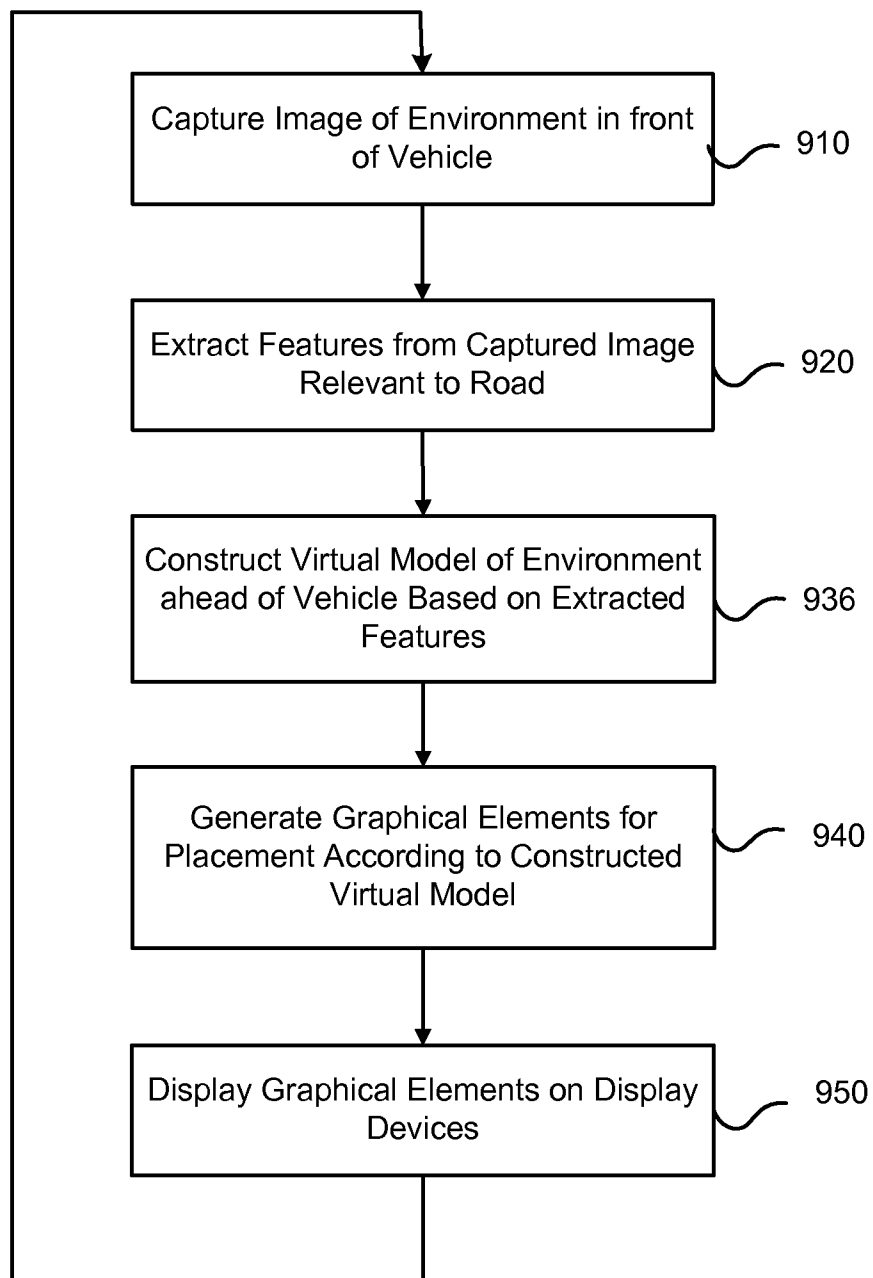 Capture Image of Environment in front
of Vehicle
910
Extract Features from Captured Image
Relevant to Road
920
Construct Virtual Model of Environment
ahead of Vehicle Based on Extracted
Features
936
Generate Graphical Elements for
Placement According to Constructed
Virtual Model
940
Display Graphical Elements on Display
Devices
950